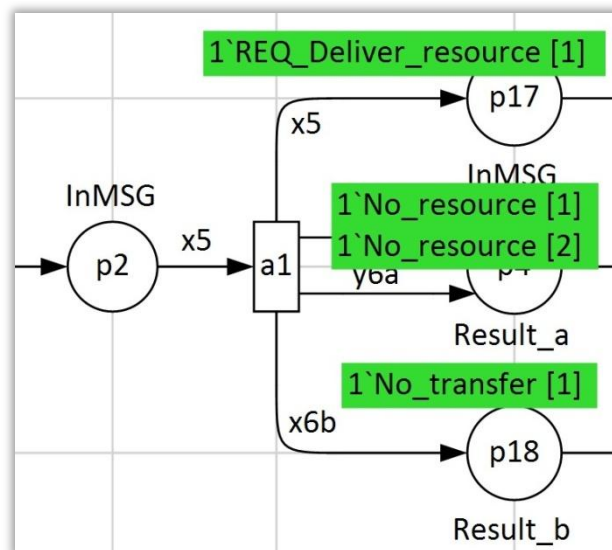 1`REQ_Deliver_resource [1]
p17
x5
InMSG
InMSG
1`No_resource [1]
1`No_resource [2]
x5
p2
a1
y6a
Result_a
1`No_transfer [1]
x6b
p18
Result_b